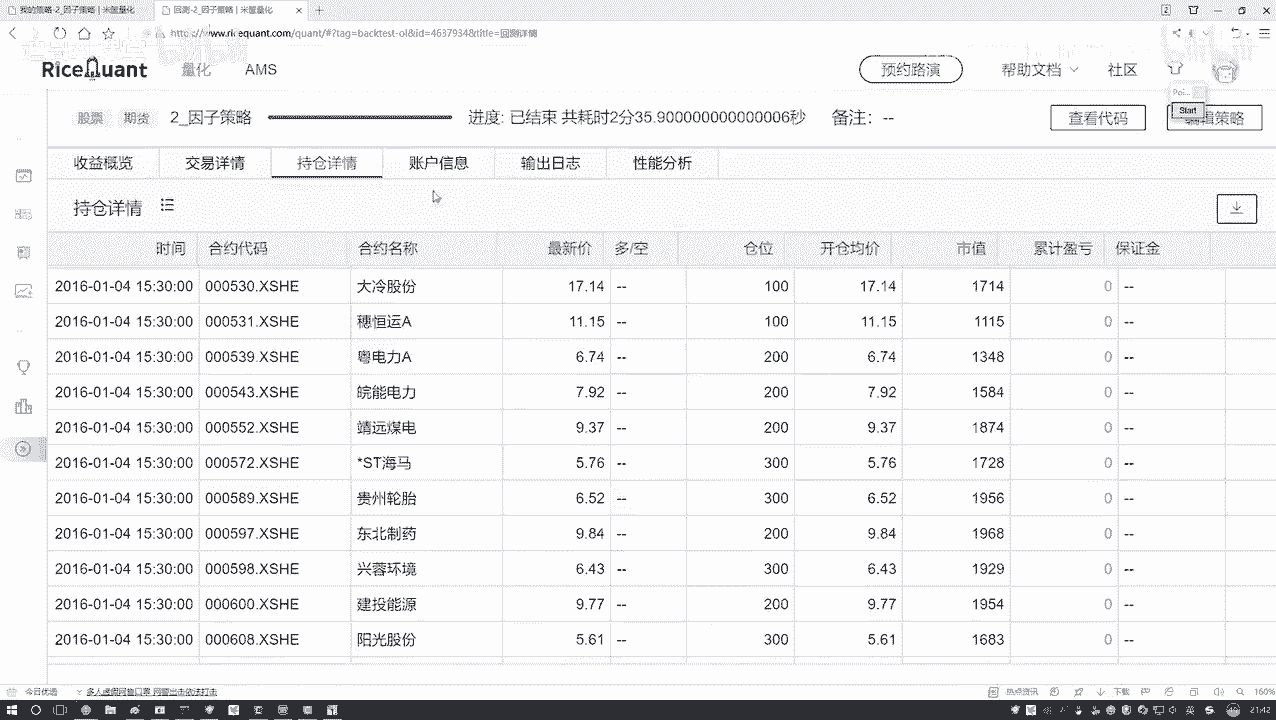 我的策略-2_因子策略 | 米筐量化 回测-2_因子策略 | 米筐量化
www.ricequant.com/quant/#?tag=backtest-ol&id=4637934&title=回测详情
RiceQuant 量化 AMS 预约路演 帮助文档 社区
股票 期货 2_因子策略 进度: 已结束 共耗时2分35.900000000000006秒 备注: -- 查看代码 编辑策略
Start
收益概览 交易详情 持仓详情 账户信息 输出日志 性能分析
持仓详情
时间 合约代码 合约名称 最新价 多/空 仓位 开仓均价 市值 累计盈亏 保证金
2016-01-04 15:30:00 000530.XSHE 大冷股份 17.14 -- 100 17.14 1714 0 --
2016-01-04 15:30:00 000531.XSHE 穗恒运A 11.15 -- 100 11.15 1115 0 --
2016-01-04 15:30:00 000539.XSHE 粤电力A 6.74 -- 200 6.74 1348 0 --
2016-01-04 15:30:00 000543.XSHE 皖能电力 7.92 -- 200 7.92 1584 0 --
2016-01-04 15:30:00 000552.XSHE 靖远煤电 9.37 -- 200 9.37 1874 0 --
2016-01-04 15:30:00 000572.XSHE *ST海马 5.76 -- 300 5.76 1728 0 --
2016-01-04 15:30:00 000589.XSHE 贵州轮胎 6.52 -- 300 6.52 1956 0 --
2016-01-04 15:30:00 000597.XSHE 东北制药 9.84 -- 200 9.84 1968 0 --
2016-01-04 15:30:00 000598.XSHE 兴蓉环境 6.43 -- 300 6.43 1929 0 --
2016-01-04 15:30:00 000600.XSHE 建投能源 9.77 -- 200 9.77 1954 0 --
2016-01-04 15:30:00 000608.XSHE 阳光股份 5.61 -- 300 5.61 1683 0 --
今日优选 多人虚假网售口罩 网警出击依法打击 热点资讯 下载 160%
21:42